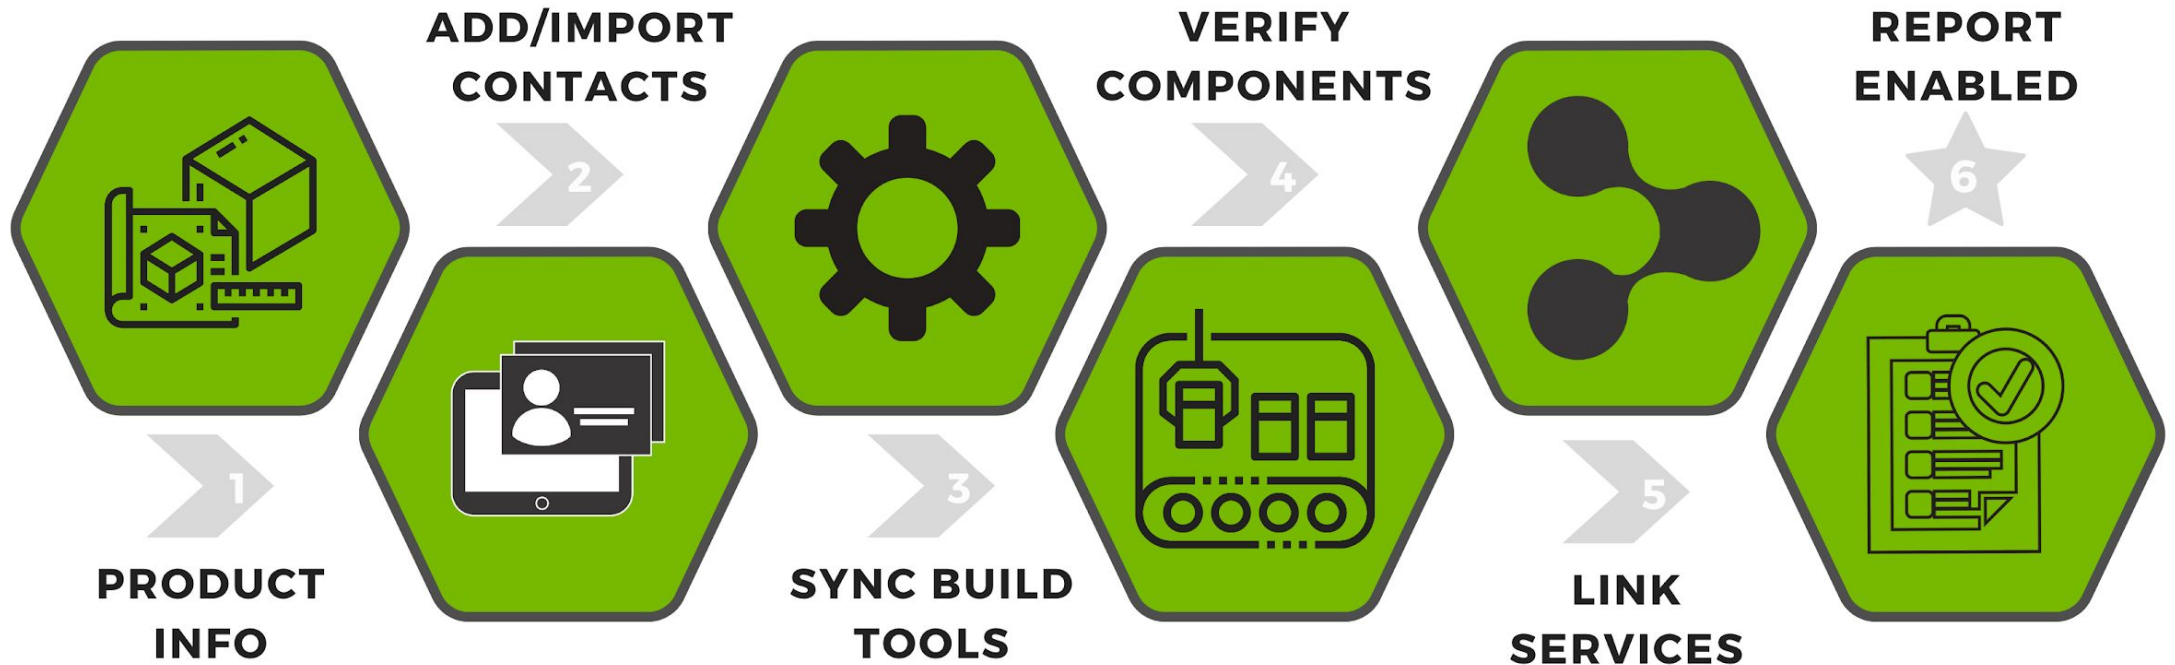 1
PRODUCT
INFO
ADD/IMPORT
CONTACTS
2
3
SYNC BUILD
TOOLS
VERIFY
COMPONENTS
4
5
LINK
SERVICES
REPORT
ENABLED
6